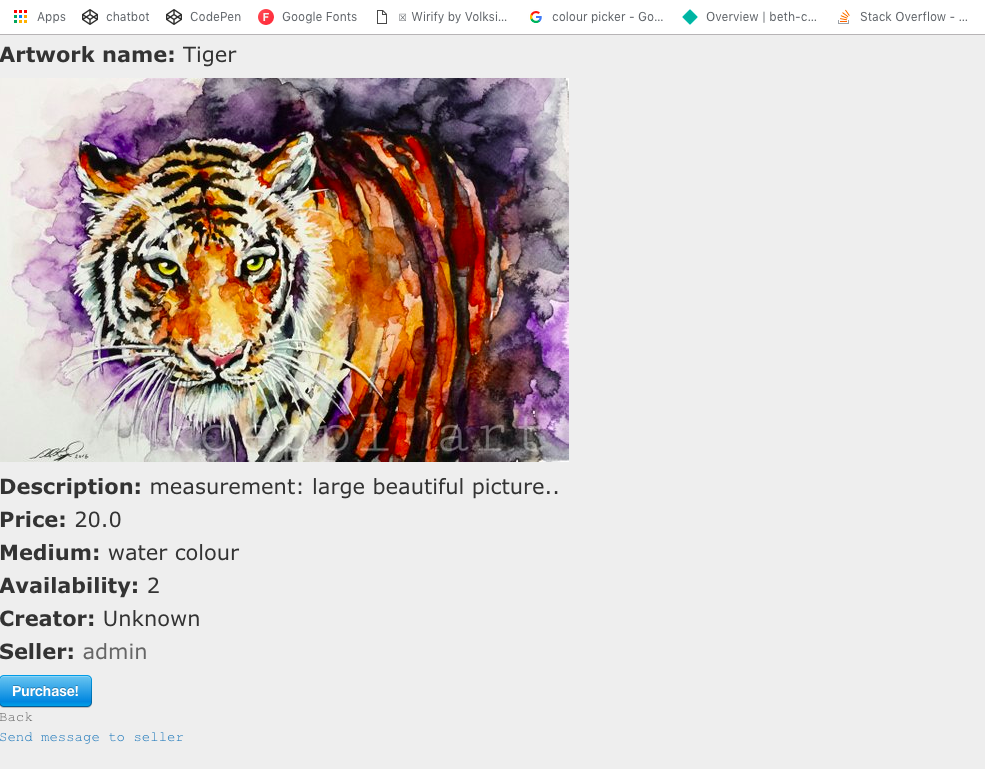 Apps chatbot CodePen Google Fonts Wirify by Volksi... colour picker - Go... Overview | beth-c... Stack Overflow - ...
Artwork name: Tiger
art
2016
Description: measurement: large beautiful picture..
Price: 20.0
Medium: water colour
Availability: 2
Creator: Unknown
Seller: admin
Purchase!
Back
Send message to seller